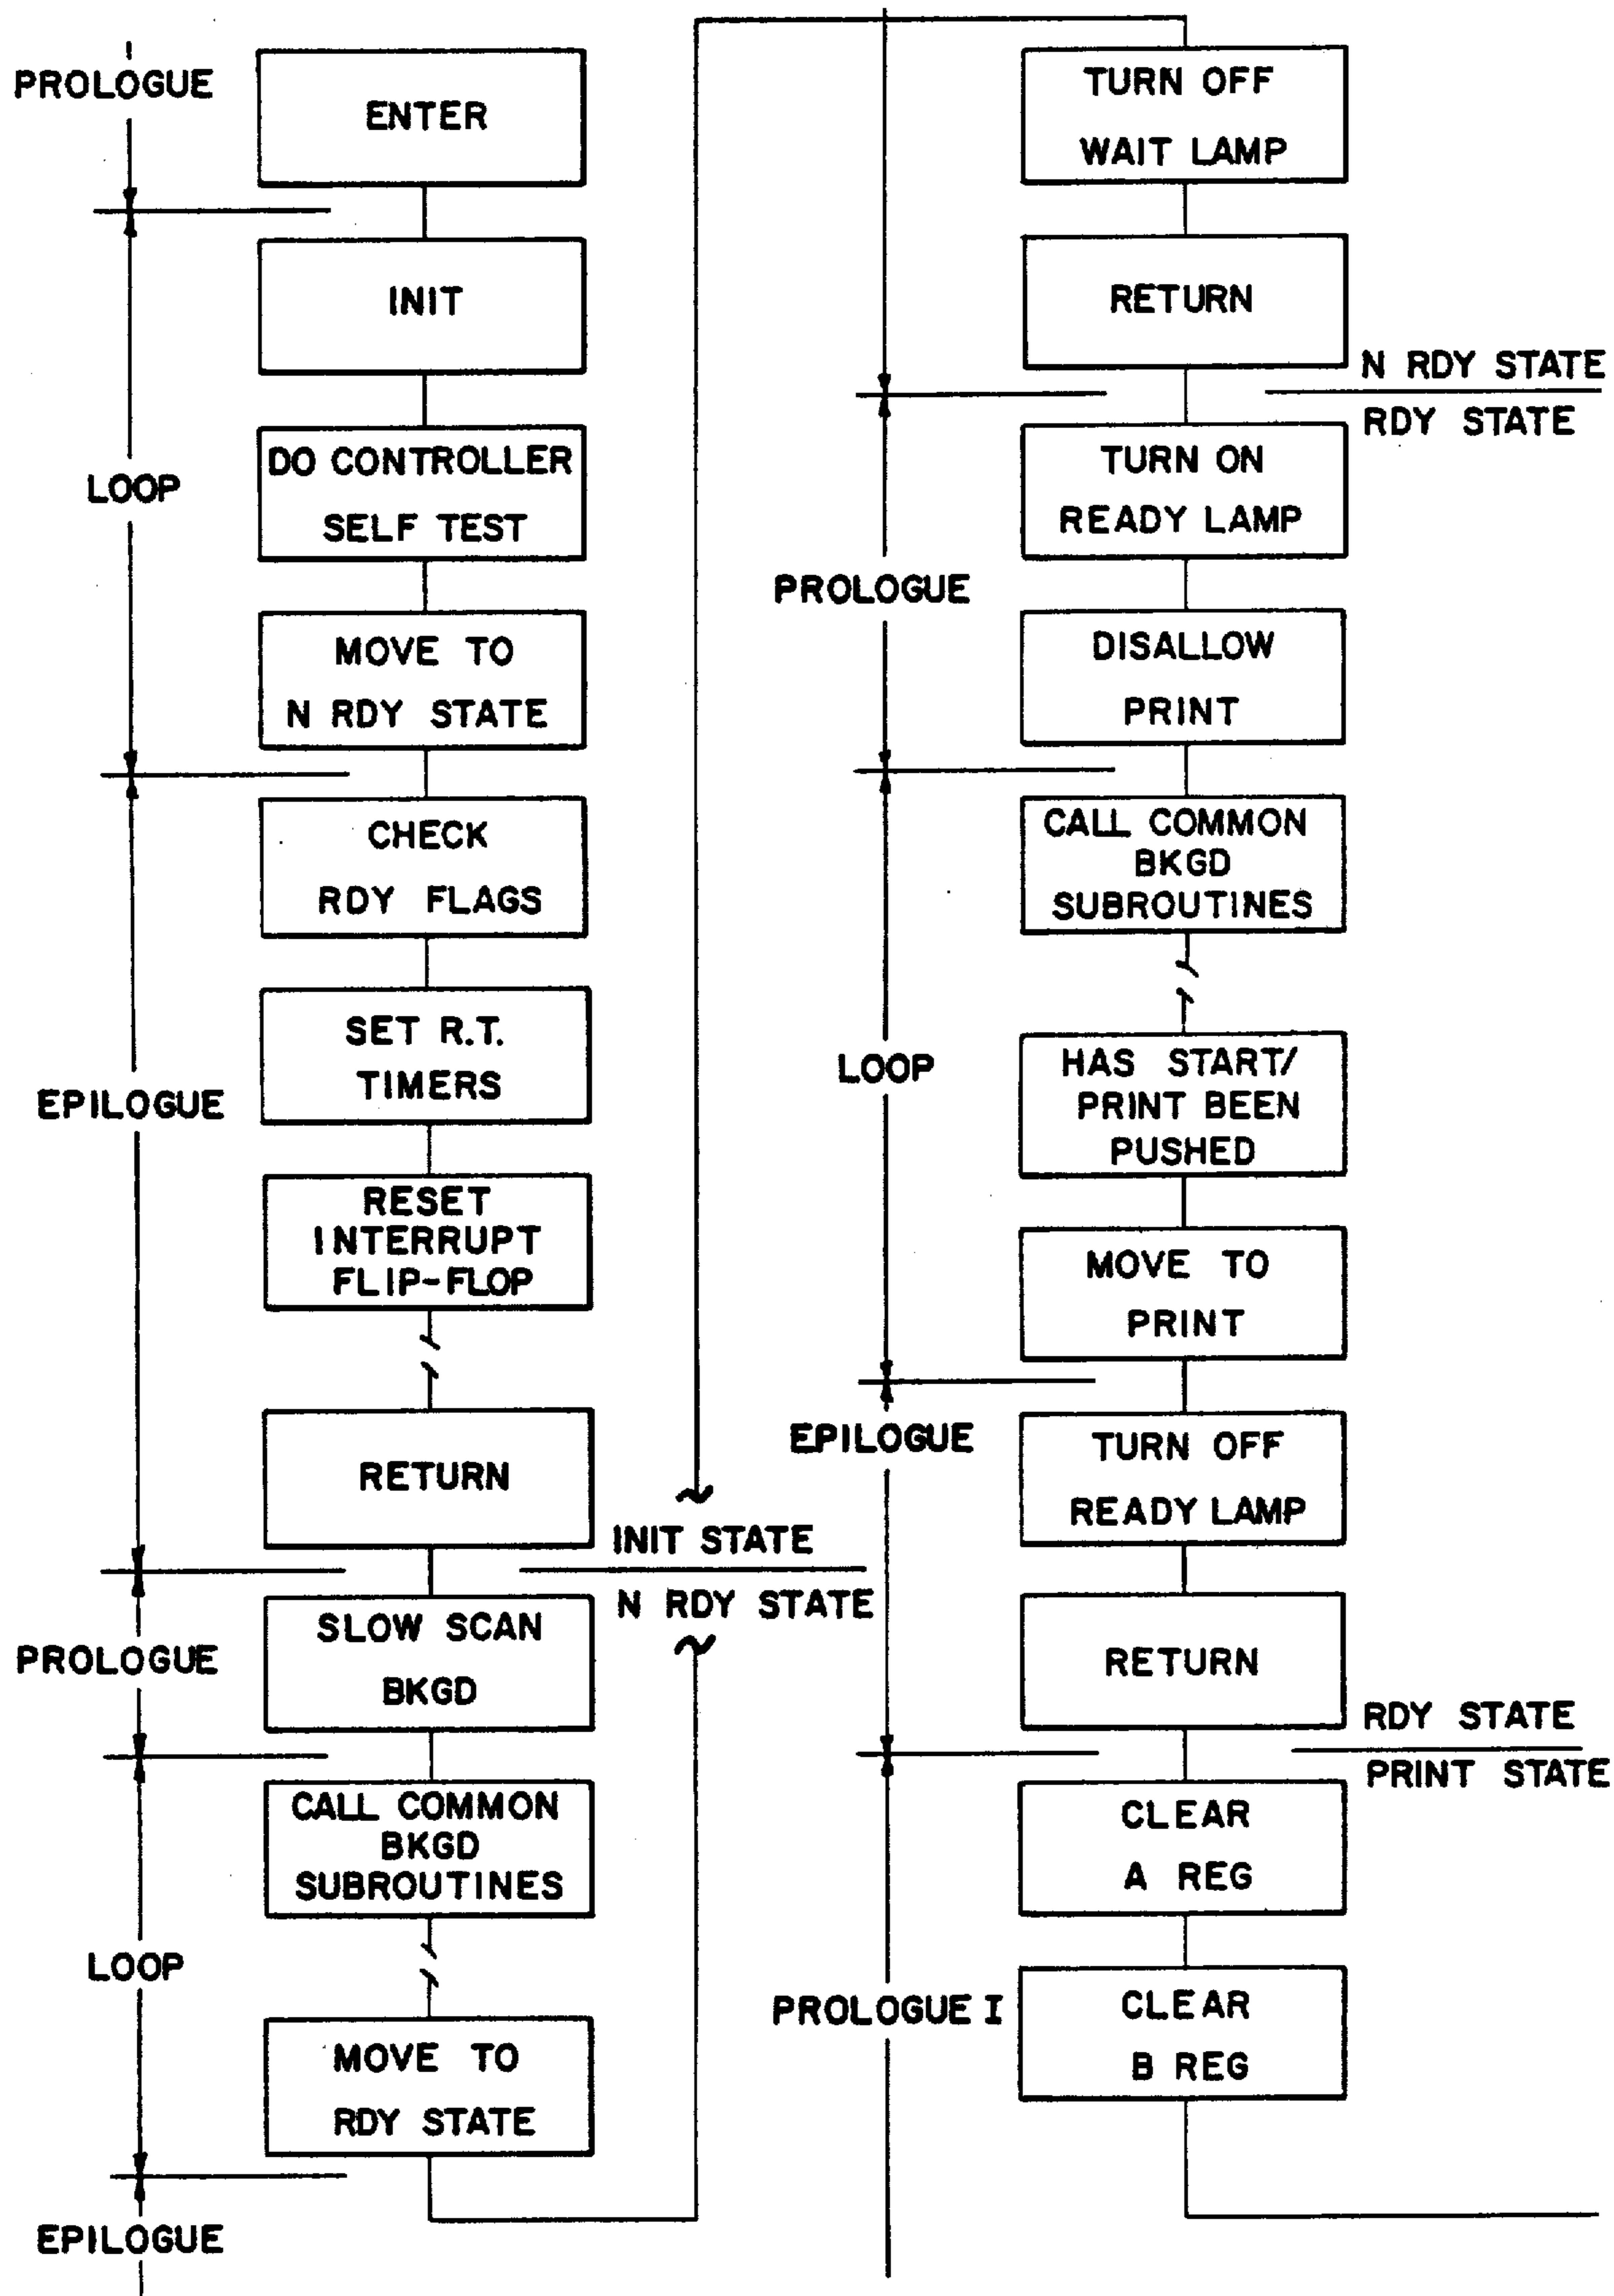 PROLOGUE
ENTER
INIT
LOOP
DO CONTROLLER
SELF TEST
MOVE TO
N RDY STATE
CHECK
RDY FLAGS
SET R.T.
TIMERS
EPILOGUE
RESET
INTERRUPT
FLIP-FLOP
RETURN
INIT STATE
N RDY STATE
PROLOGUE
SLOW SCAN
BKGD
CALL COMMON
BKGD
SUBROUTINES
LOOP
MOVE TO
RDY STATE
EPILOGUE
TURN OFF
WAIT LAMP
RETURN
N RDY STATE
RDY STATE
TURN ON
READY LAMP
PROLOGUE
DISALLOW
PRINT
CALL COMMON
BKGD
SUBROUTINES
LOOP
HAS START/
PRINT BEEN
PUSHED
MOVE TO
PRINT
EPILOGUE
TURN OFF
READY LAMP
RETURN
RDY STATE
PRINT STATE
CLEAR
A REG
PROLOGUE I
CLEAR
B REG